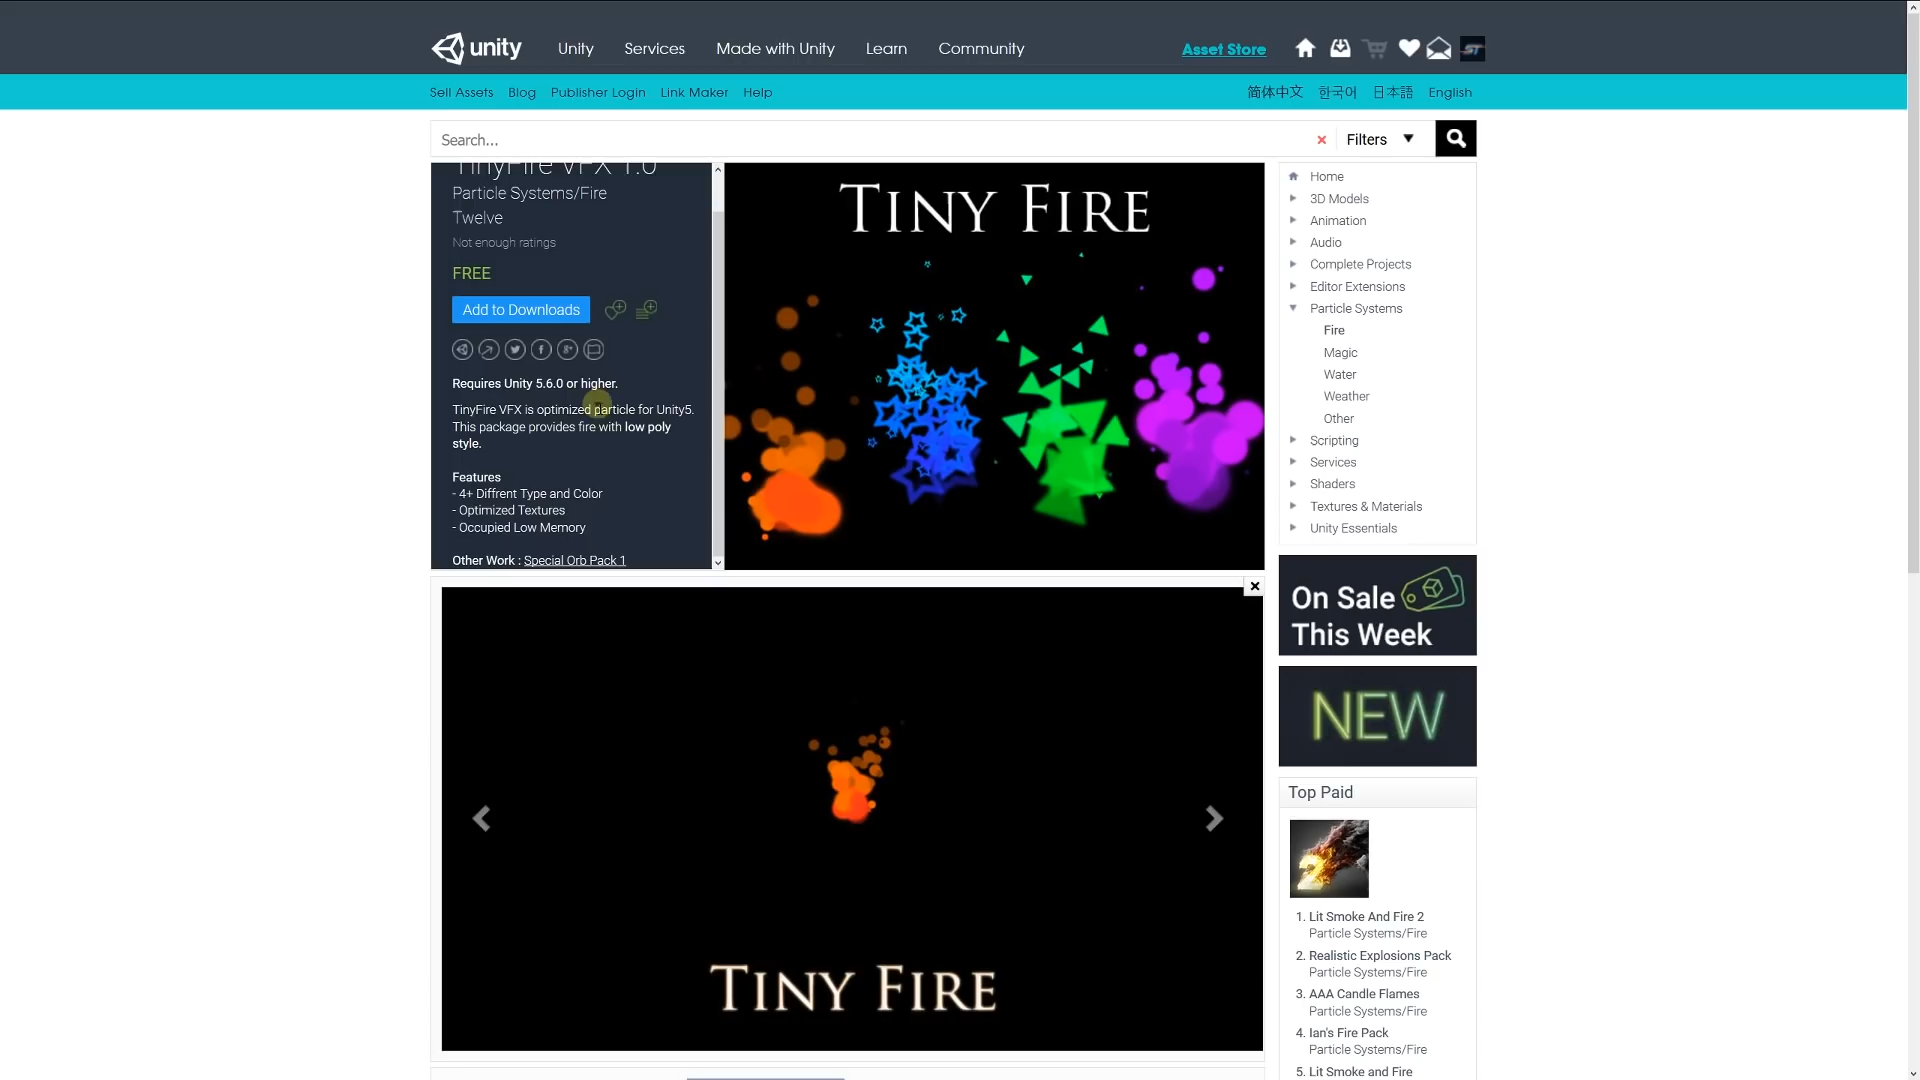 unity
Unity
Services
Made with Unity
Learn
Community
Asset Store
ST
Sell Assets
Blog
Publisher Login
Link Maker
Help
简体中文
한국어
日本語
English
Search...
Filters
TinyFire VFX 1.0
Particle Systems/Fire
Twelve
Not enough ratings
FREE
Add to Downloads
Requires Unity 5.6.0 or higher.
TinyFire VFX is optimized particle for Unity5.
This package provides fire with low poly
style.
Features
- 4+ Diffrent Type and Color
- Optimized Textures
- Occupied Low Memory
Other Work : Special Orb Pack 1
TINY FIRE
Home
3D Models
Animation
Audio
Complete Projects
Editor Extensions
Particle Systems
Fire
Magic
Water
Weather
Other
Scripting
Services
Shaders
Textures & Materials
Unity Essentials
TINY FIRE
On Sale
This Week
NEW
Top Paid
2
1. Lit Smoke And Fire 2
Particle Systems/Fire
2. Realistic Explosions Pack
Particle Systems/Fire
3. AAA Candle Flames
Particle Systems/Fire
4. Ian's Fire Pack
Particle Systems/Fire
5. Lit Smoke and Fire